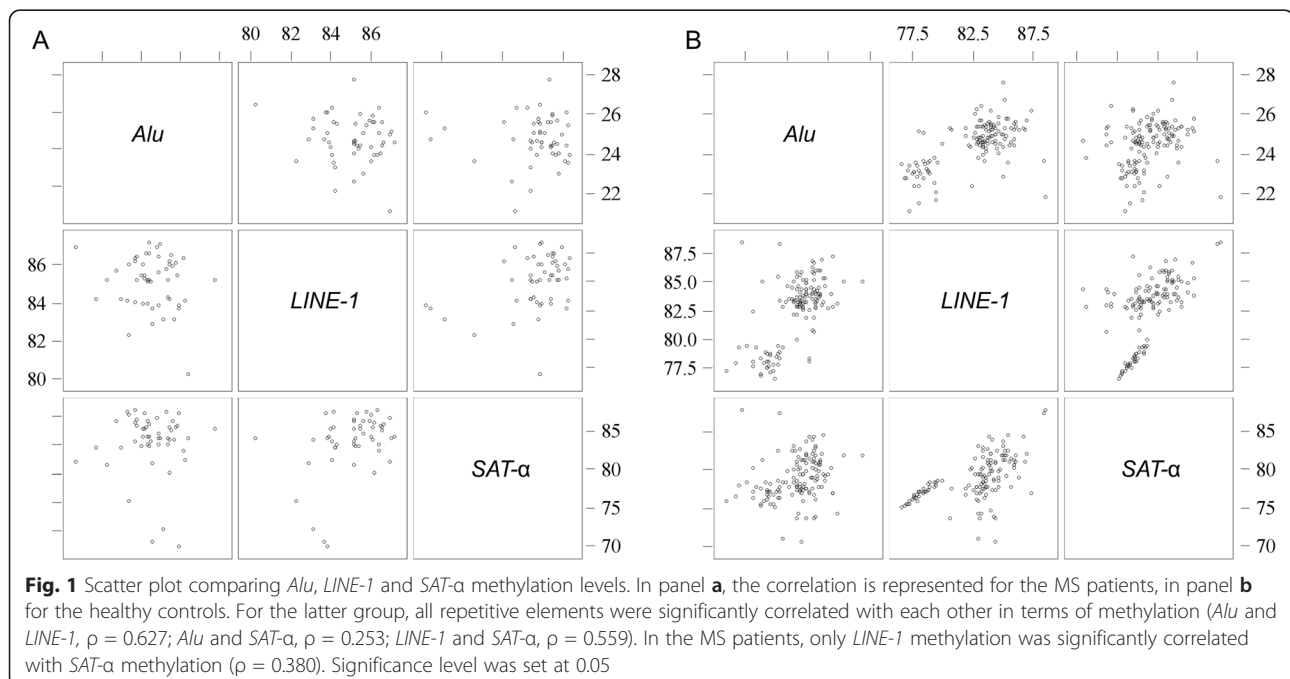 A
80 82 84 86
B
77.5 82.5 87.5
Alu
28
26
24
22
Alu
28
26
24
22
86
84
82
80
LINE-1
87.5
85.0
82.5
80.0
77.5
LINE-1
SAT-α
85
80
75
70
SAT-α
85
80
75
70
Fig. 1 Scatter plot comparing Alu, LINE-1 and SAT-α methylation levels. In panel a, the correlation is represented for the MS patients, in panel b
for the healthy controls. For the latter group, all repetitive elements were significantly correlated with each other in terms of methylation (Alu and
LINE-1, ρ = 0.627; Alu and SAT-α, ρ = 0.253; LINE-1 and SAT-α, ρ = 0.559). In the MS patients, only LINE-1 methylation was significantly correlated
with SAT-α methylation (ρ = 0.380). Significance level was set at 0.05